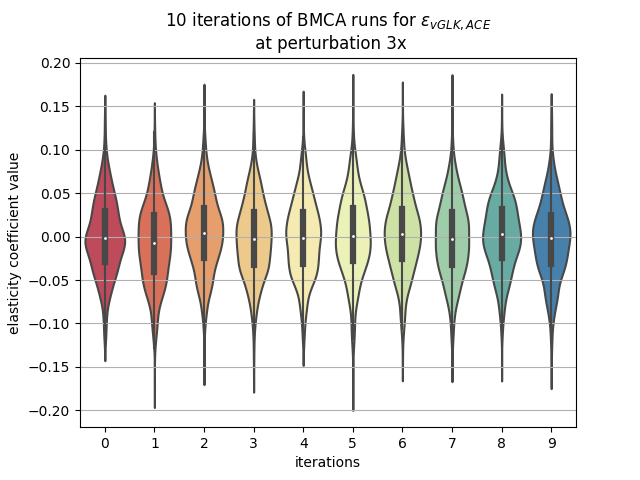 10 iterations of BMCA runs for ε_{vGLK,ACE}
at perturbation 3x
elasticity coefficient value
0.20
0.15
0.10
0.05
0.00
−0.05
−0.10
−0.15
−0.20
0 1 2 3 4 5 6 7 8 9
iterations